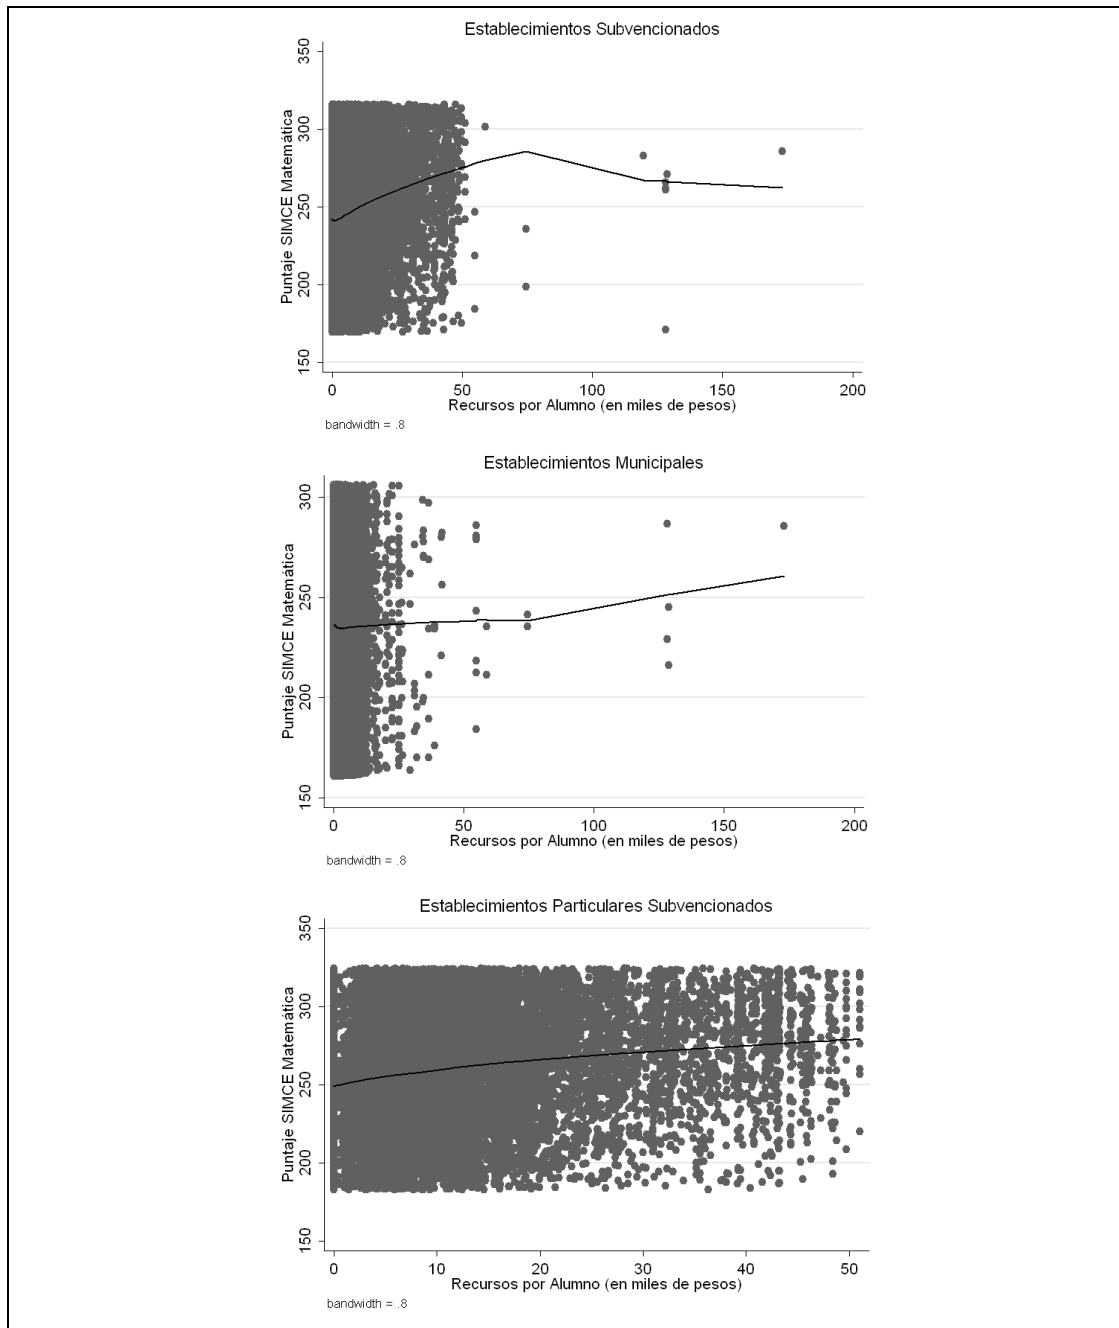 Establecimientos Subvencionados
350
300
250
200
150
Puntaje SIMCE Matemática
0 50 100 150 200
Recursos por Alumno (en miles de pesos)
bandwidth = .8
Establecimientos Municipales
300
250
200
150
Puntaje SIMCE Matemática
0 50 100 150 200
Recursos por Alumno (en miles de pesos)
bandwidth = .8
Establecimientos Particulares Subvencionados
350
300
250
200
150
Puntaje SIMCE Matemática
0 10 20 30 40 50
Recursos por Alumno (en miles de pesos)
bandwidth = .8